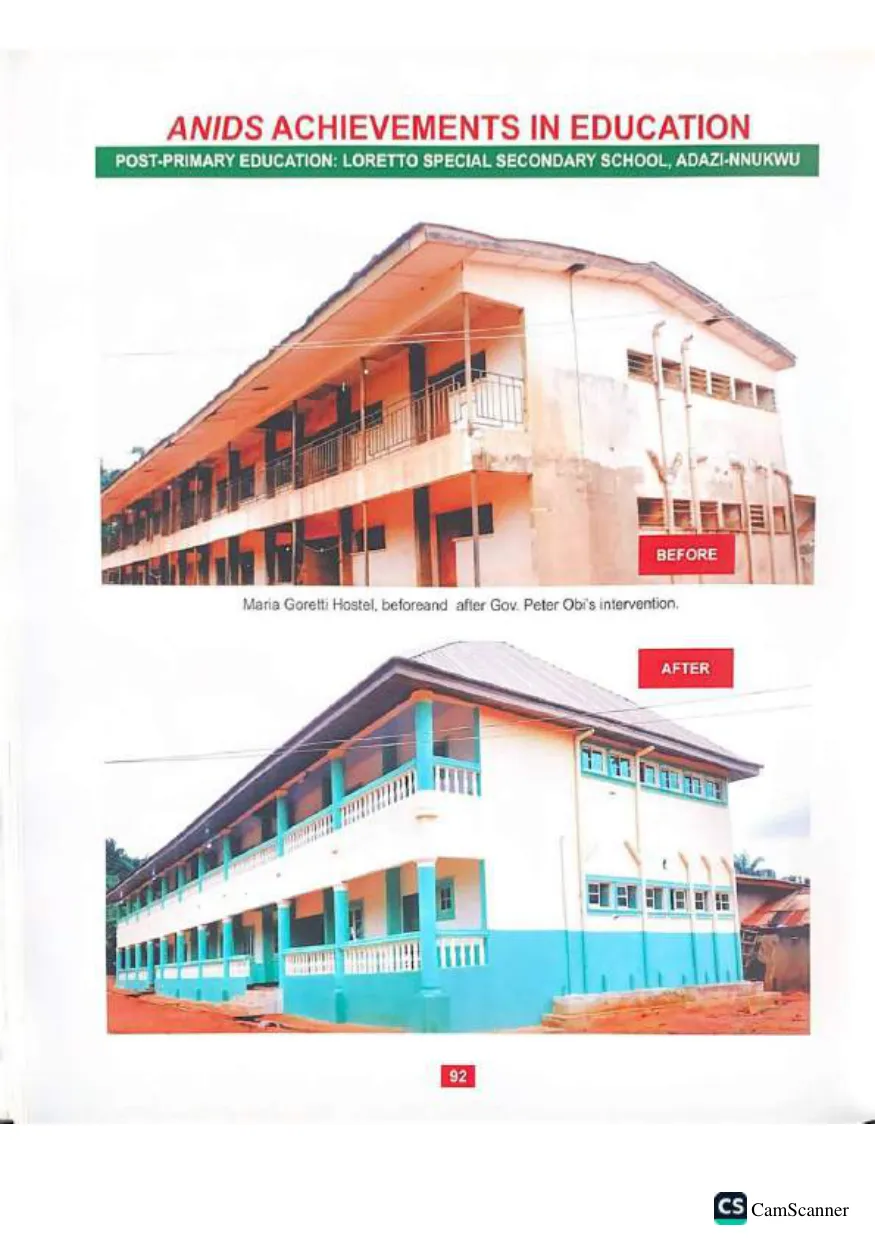 ANIDS ACHIEVEMENTS IN EDUCATION
POST-PRIMARY EDUCATION: LORETTO SPECIAL SECONDARY SCHOOL, ADAZI-NNUKWU
BEFORE
Maria Goretti Hostel, beforeand after Gov. Peter Obi's intervention.
AFTER
92
CS CamScanner